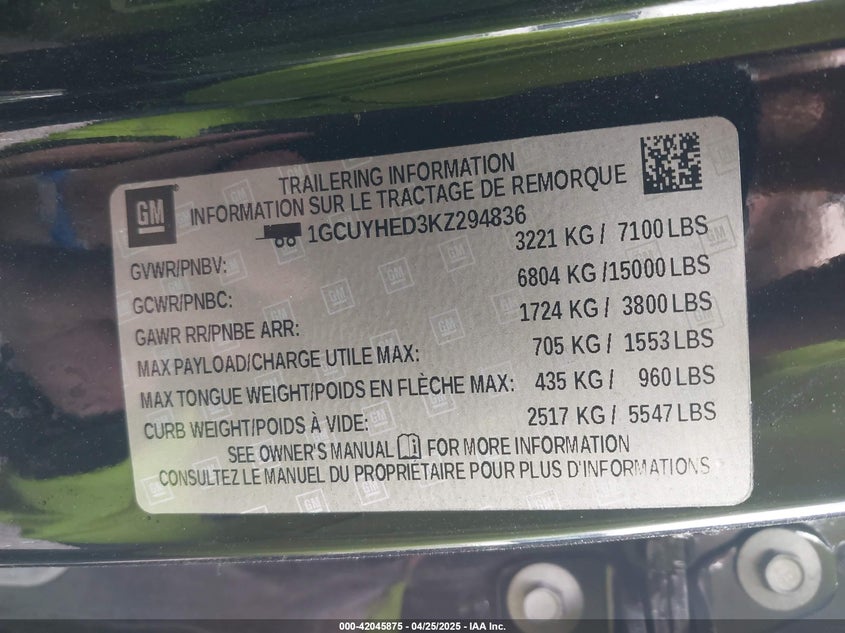 GM
TRAILERING INFORMATION
INFORMATION SUR LE TRACTAGE DE REMORQUE
1GCUYHED3KZ294836
GVWR/PNBV: 3221 KG / 7100 LBS
GCWR/PNBC: 6804 KG /15000 LBS
GAWR RR/PNBE ARR: 1724 KG / 3800 LBS
MAX PAYLOAD/CHARGE UTILE MAX: 705 KG / 1553 LBS
MAX TONGUE WEIGHT/POIDS EN FLÈCHE MAX: 435 KG / 960 LBS
CURB WEIGHT/POIDS À VIDE: 2517 KG / 5547 LBS
SEE OWNER'S MANUAL FOR MORE INFORMATION
CONSULTEZ LE MANUEL DU PROPRIÉTAIRE POUR PLUS D'INFORMATIONS
000-42045875 - 04/25/2025 - IAA Inc.